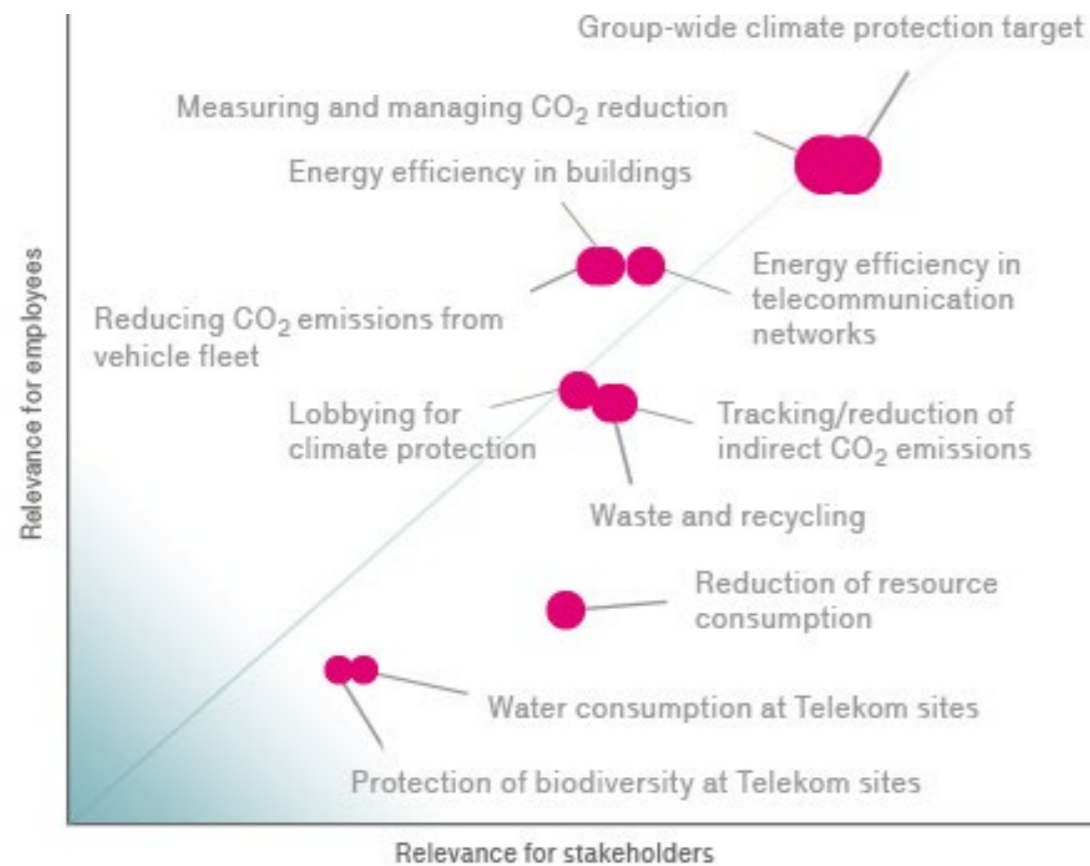 Group-wide climate protection target
Measuring and managing CO₂ reduction
Energy efficiency in buildings
Relevance for employees
Energy efficiency in
telecommunication
networks
Reducing CO₂ emissions from
vehicle fleet
Lobbying for
climate protection
Tracking/reduction of
indirect CO₂ emissions
Waste and recycling
Reduction of resource
consumption
Water consumption at Telekom sites
Protection of biodiversity at Telekom sites
Relevance for stakeholders